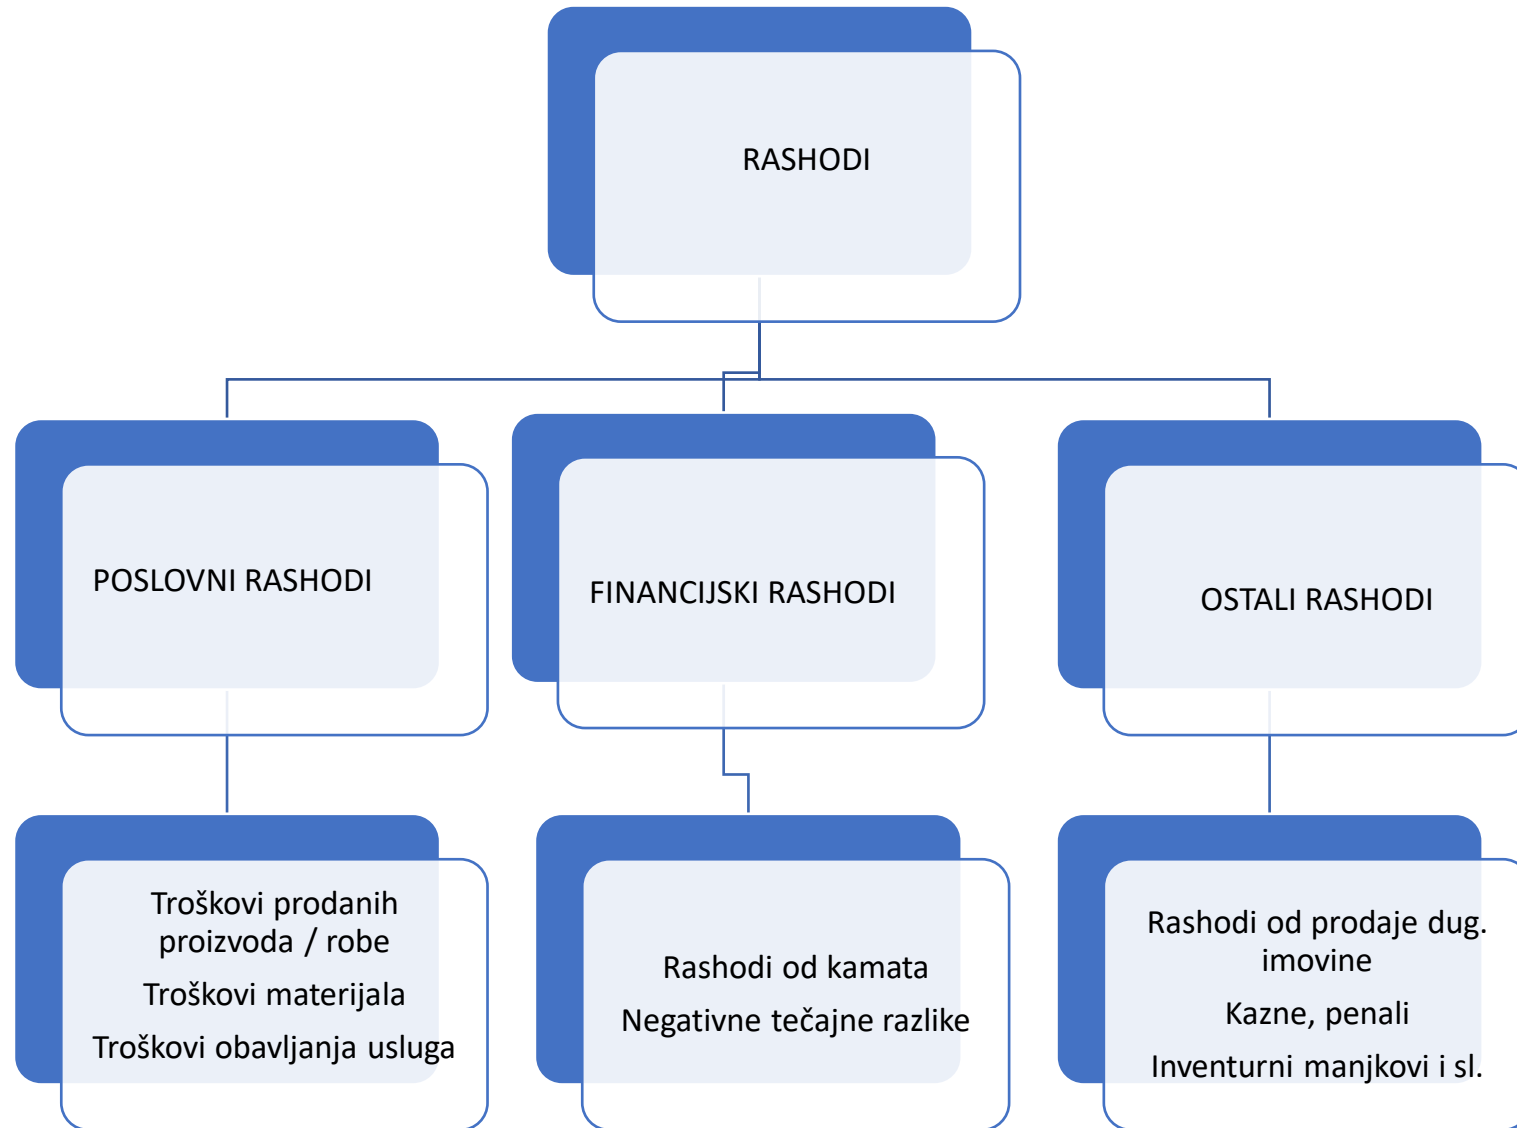 RASHODI
POSLOVNI RASHODI
FINANCIJSKI RASHODI
OSTALI RASHODI
Troškovi prodanih
proizvoda / robe
Troškovi materijala
Troškovi obavljanja usluga
Rashodi od kamata
Negativne tečajne razlike
Rashodi od prodaje dug.
imovine
Kazne, penali
Inventurni manjkovi i sl.